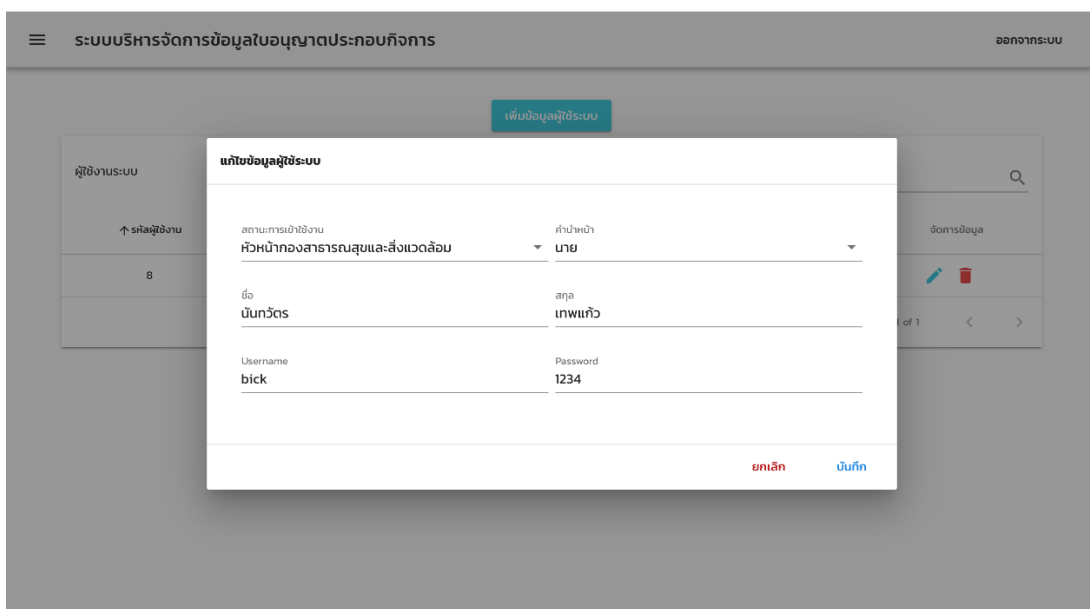 ระบบบริหารจัดการข้อมูลใบอนุญาตประกอบกิจการ ออกจากระบบ
เพิ่มข้อมูลผู้ใช้ระบบ
ผู้ใช้งานระบบ
แก้ไขข้อมูลผู้ใช้ระบบ
รหัสผู้ใช้งาน จัดการข้อมูล
8
สถานะการเข้าใช้งาน คำนำหน้า
หัวหน้ากองสาธารณสุขและสิ่งแวดล้อม นาย
ชื่อ สกุล
นันทวัตร เทพแก้ว
of 1
Username Password
bick 1234
ยกเลิก บันทึก